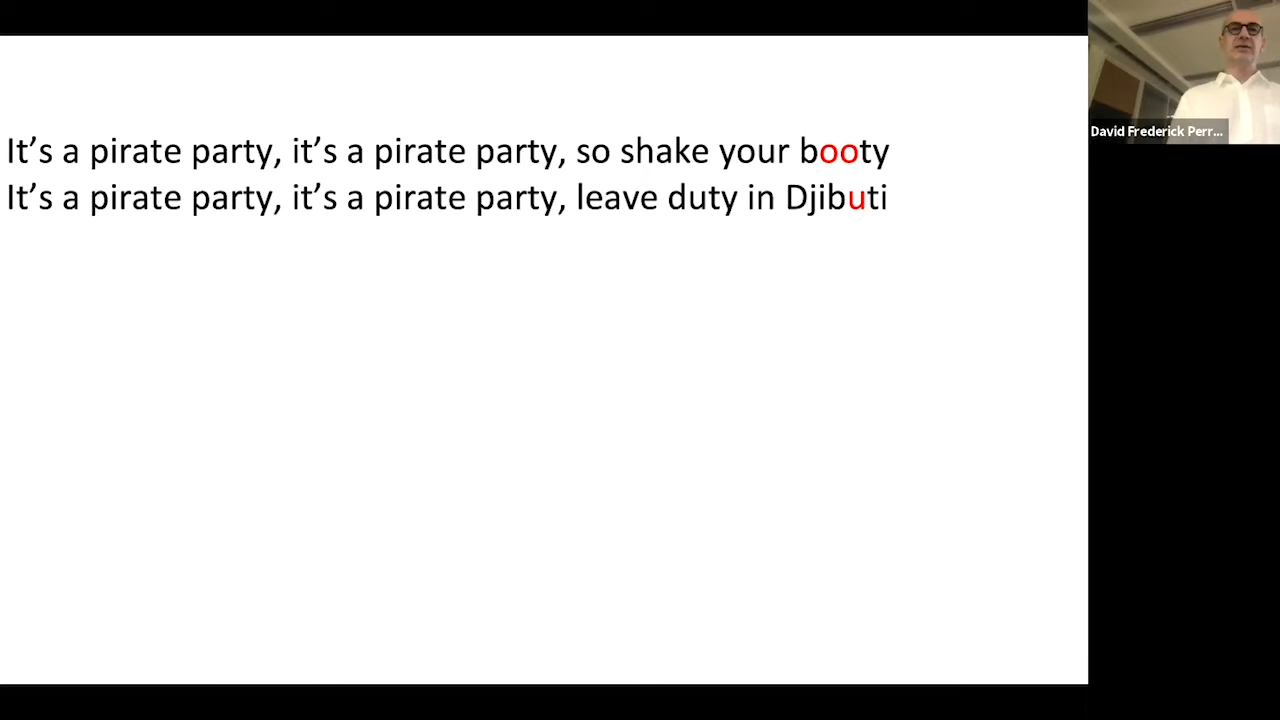 It’s a pirate party, it’s a pirate party, so shake your booty
It’s a pirate party, it’s a pirate party, leave duty in Djibuti
David Frederick Perr...